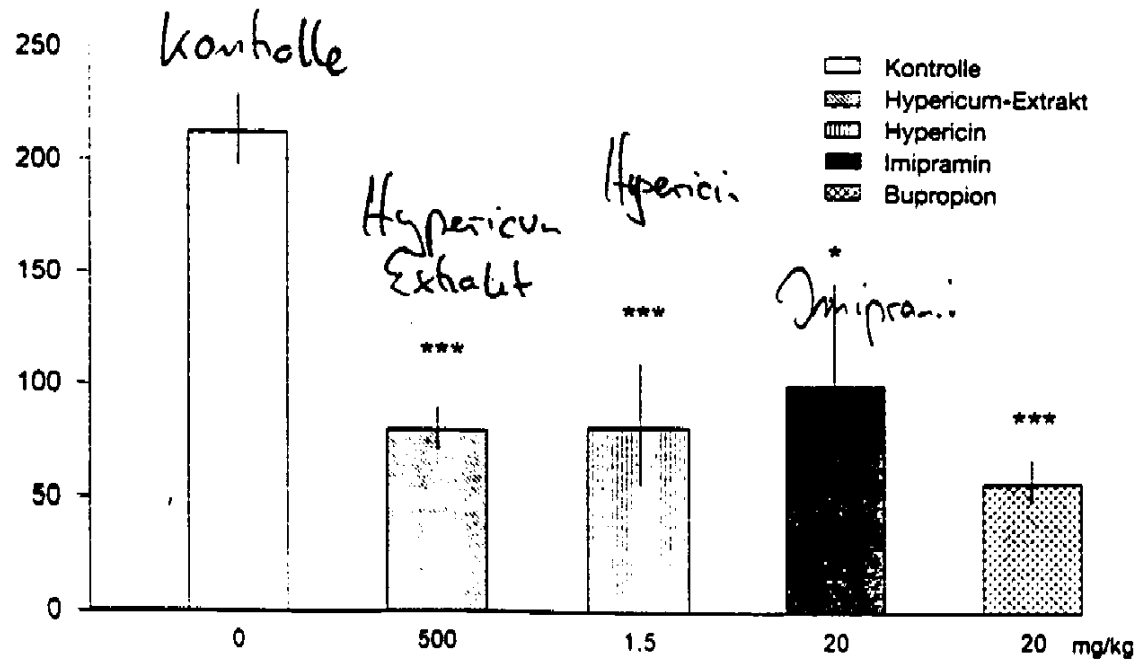 250
200
150
100
50
0
Kontrolle
Hypericum
Extrakt
Hypericin
Imiprami
Kontrolle
Hypericum-Extrakt
Hypericin
Imipramin
Bupropion
***
***
*
***
0 500 1.5 20 20 mg/kg